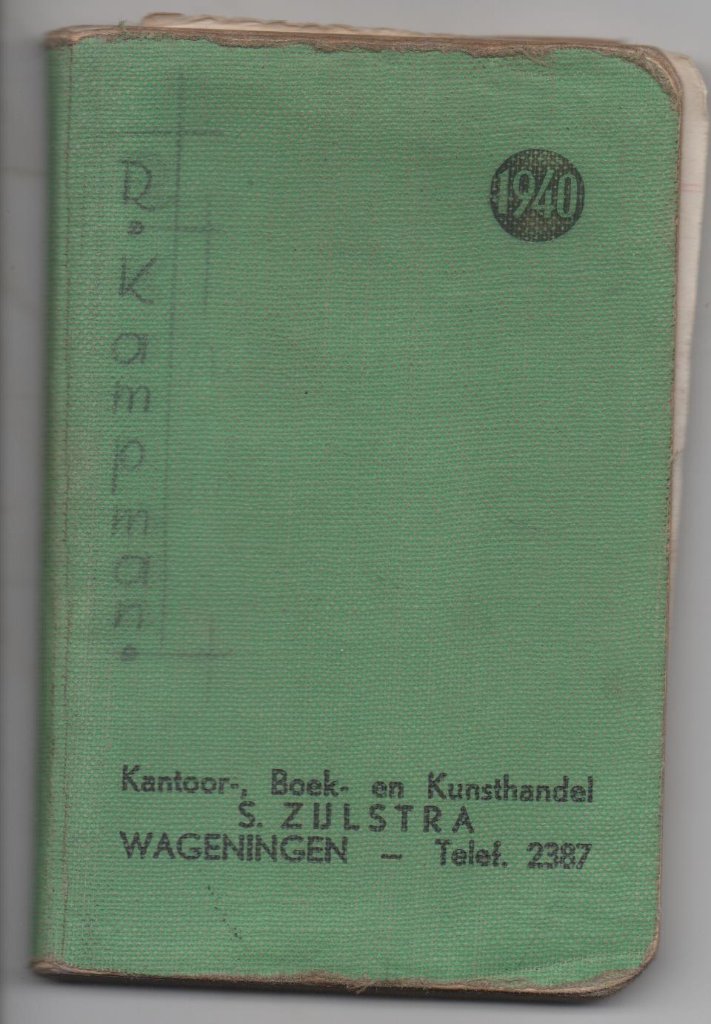 R. Kampman.
1940
Kantoor-, Boek- en Kunsthandel
S. ZIJLSTRA
WAGENINGEN — Telef. 2387